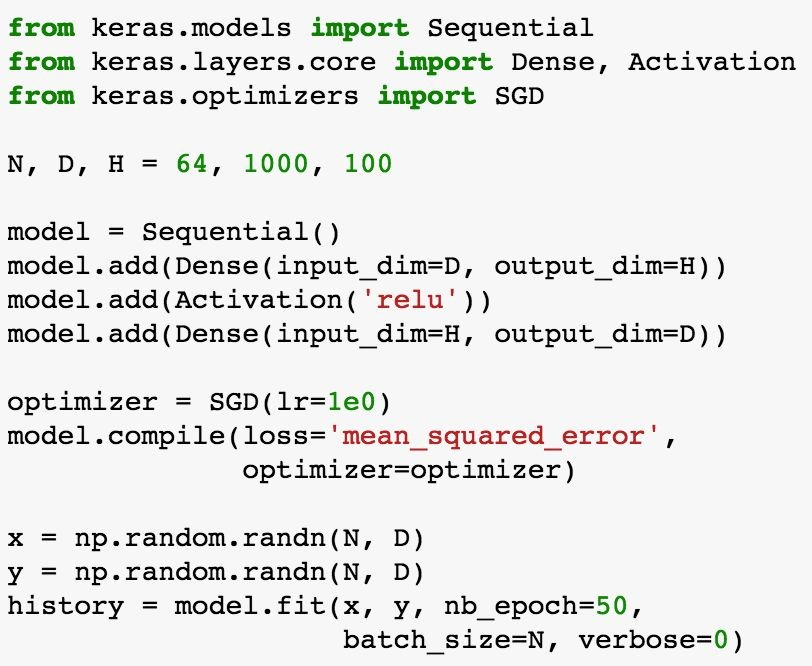 from keras.models import Sequential
from keras.layers.core import Dense, Activation
from keras.optimizers import SGD

N, D, H = 64, 1000, 100

model = Sequential()
model.add(Dense(input_dim=D, output_dim=H))
model.add(Activation('relu'))
model.add(Dense(input_dim=H, output_dim=D))

optimizer = SGD(lr=1e0)
model.compile(loss='mean_squared_error',
              optimizer=optimizer)

x = np.random.randn(N, D)
y = np.random.randn(N, D)
history = model.fit(x, y, nb_epoch=50,
                    batch_size=N, verbose=0)